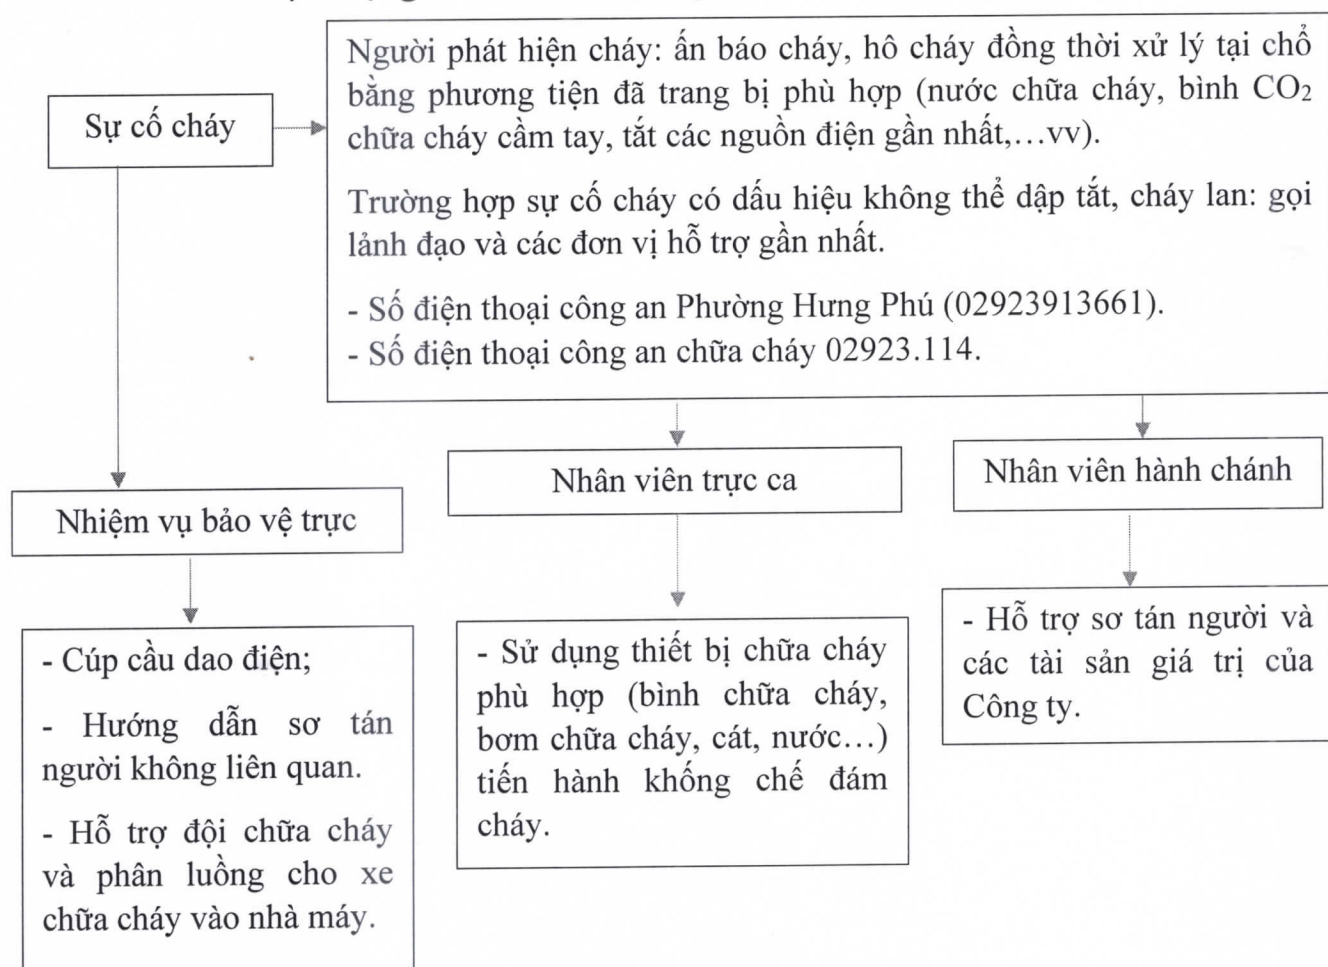 Người phát hiện cháy: ấn báo cháy, hô cháy đồng thời xử lý tại chổ
bằng phương tiện đã trang bị phù hợp (nước chữa cháy, bình CO₂
chữa cháy cầm tay, tắt các nguồn điện gần nhất,…vv).
Sự cố cháy
Trường hợp sự cố cháy có dấu hiệu không thể dập tắt, cháy lan: gọi
lảnh đạo và các đơn vị hỗ trợ gần nhất.
- Số điện thoại công an Phường Hưng Phú (02923913661).
- Số điện thoại công an chữa cháy 02923.114.
Nhiệm vụ bảo vệ trực
Nhân viên trực ca
Nhân viên hành chánh
- Cúp cầu dao điện;
- Hướng dẫn sơ tán
người không liên quan.
- Hỗ trợ đội chữa cháy
và phân luồng cho xe
chữa cháy vào nhà máy.
- Sử dụng thiết bị chữa cháy
phù hợp (bình chữa cháy,
bơm chữa cháy, cát, nước…)
tiến hành khống chế đám
cháy.
- Hỗ trợ sơ tán người và
các tài sản giá trị của
Công ty.